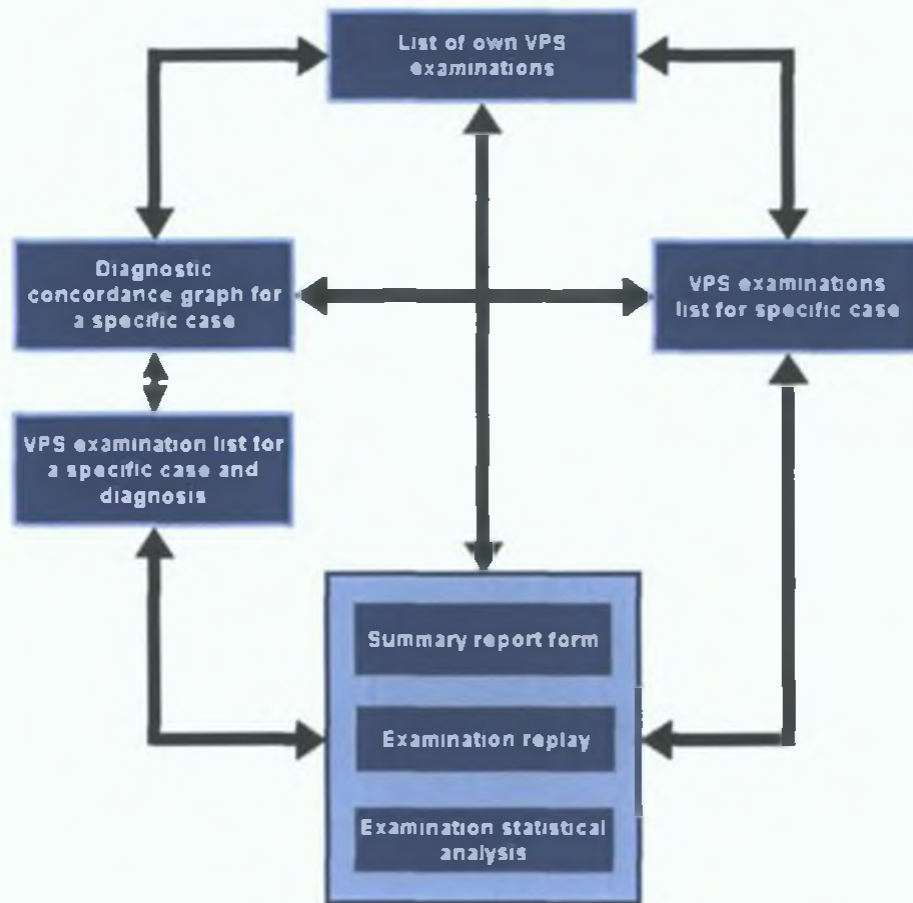 List of own VPS
examinations
Diagnostic
concordance graph for
a specific case
VPS examinations
list for specific case
VPS examination list for
a specific case and
diagnosis
Summary report form
Examination replay
Examination statistical
analysis